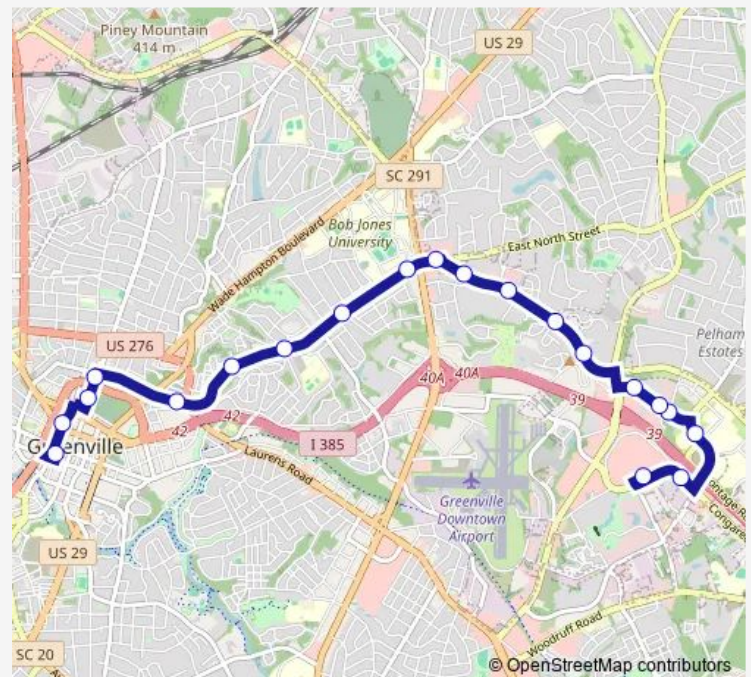 Piney Mountain
414 m
US 29
SC 291
Bob Jones
University
East North Street
Wade Hampton Boulevard
US 276
Pelham
Estates
40A
40A
39
42
42
39
I 385
Greenville
Laurens Road
Greenville
Downtown
Airport
US 29
Woodruff Road
SC 20
© OpenStreetMap contributors